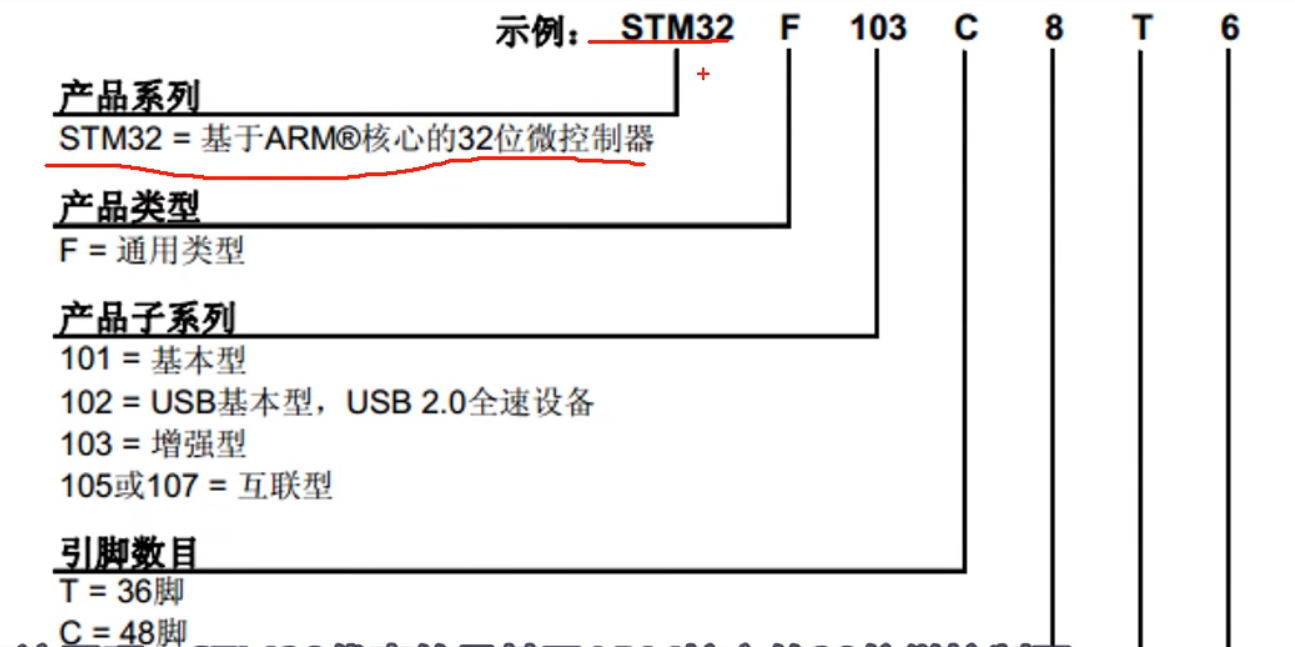 示例： STM32 F 103 C 8 T 6
产品系列
STM32 = 基于ARM®核心的32位微控制器
产品类型
F = 通用类型
产品子系列
101 = 基本型
102 = USB基本型，USB 2.0全速设备
103 = 增强型
105或107 = 互联型
引脚数目
T = 36脚
C = 48脚